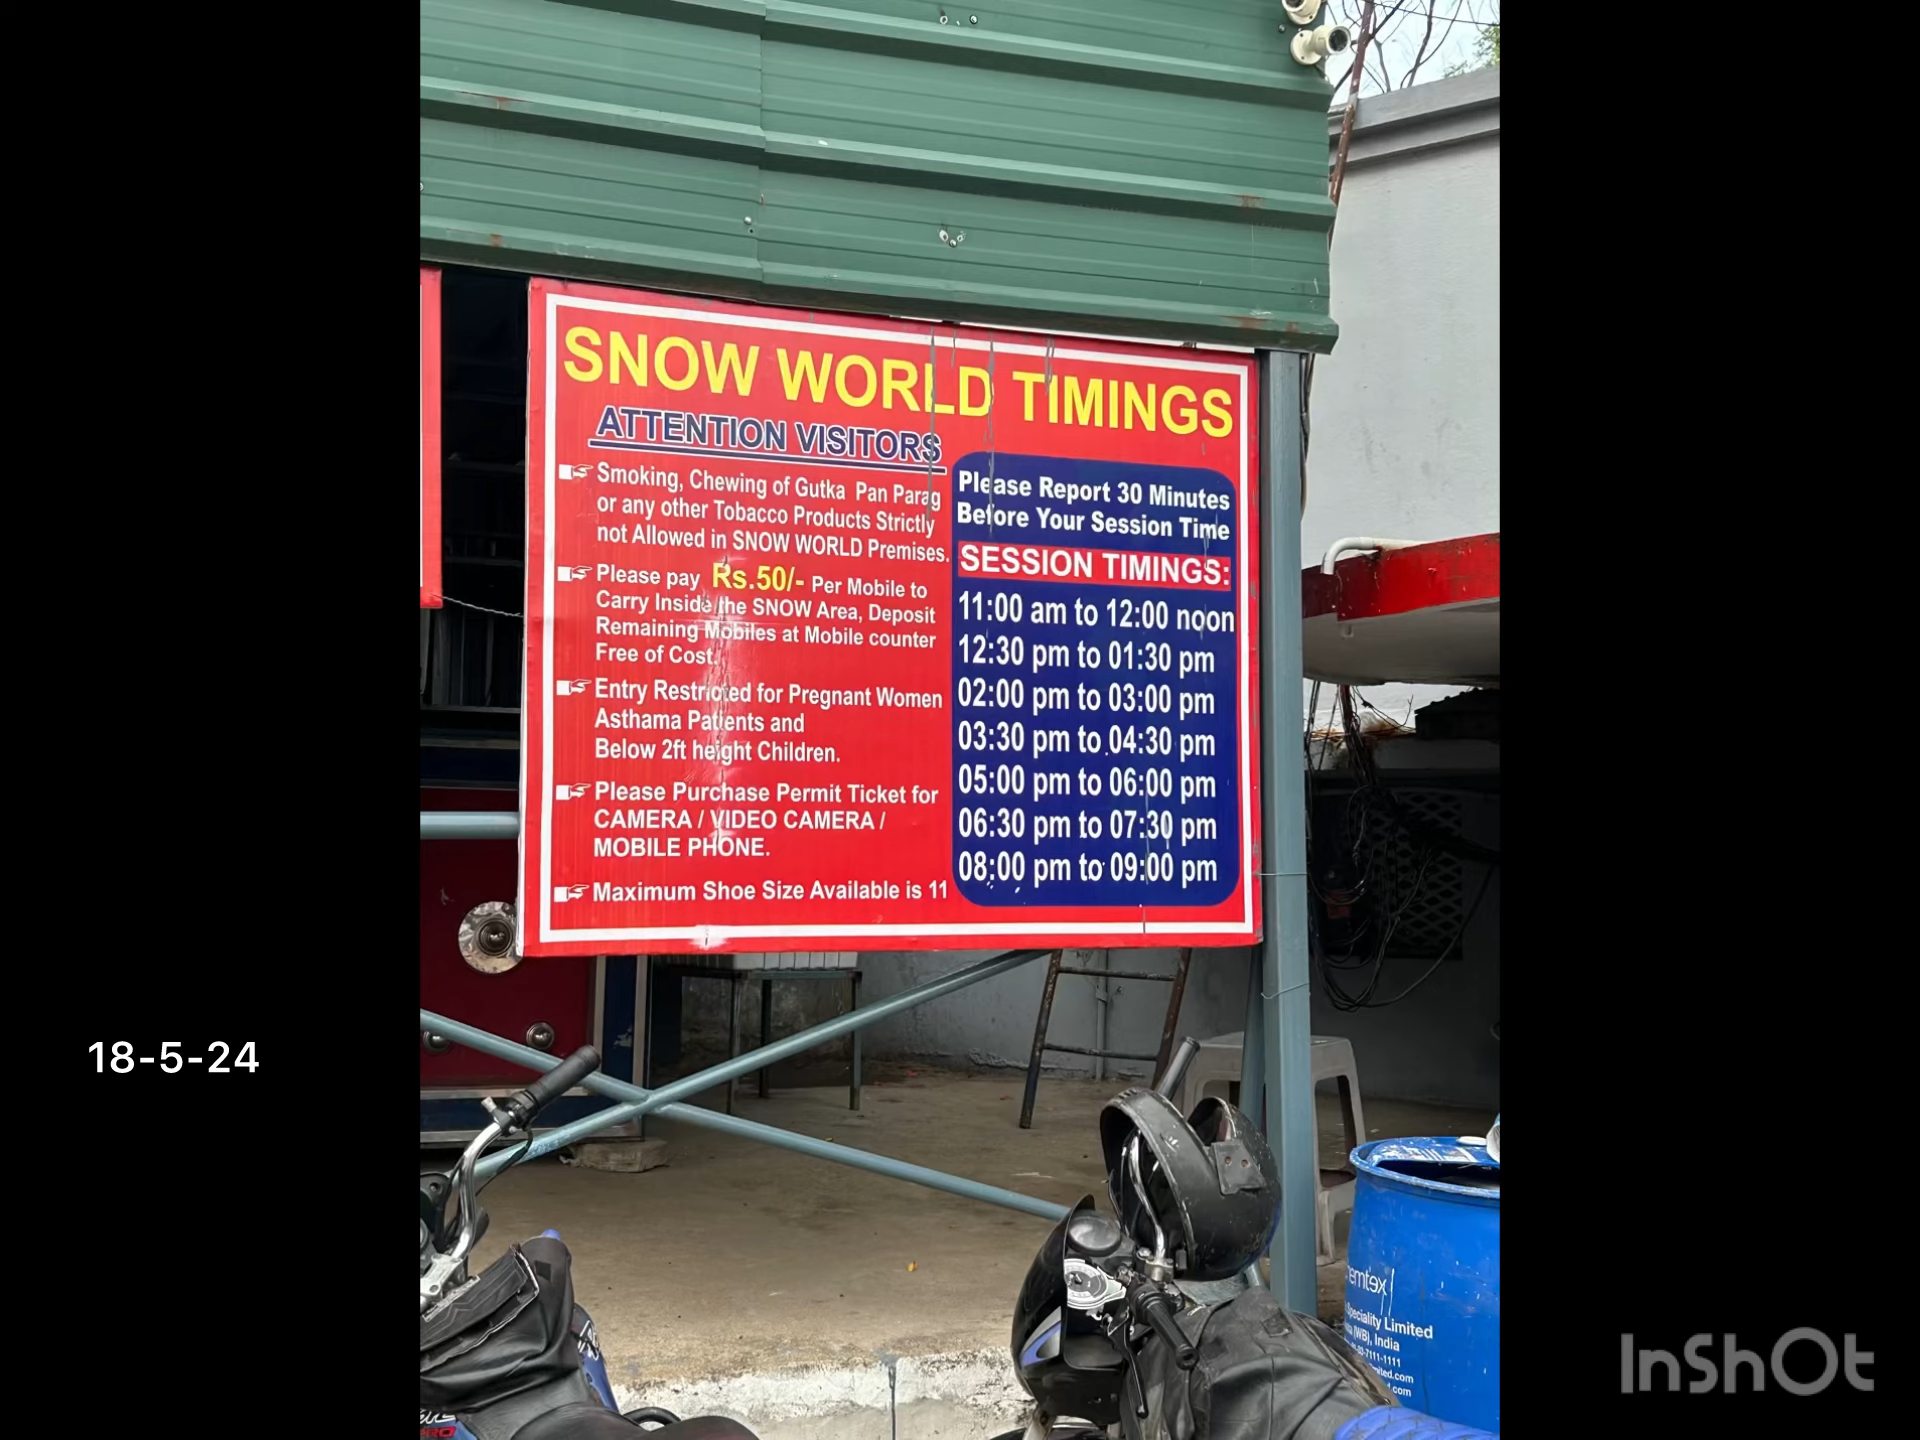 SNOW WORLD TIMINGS
ATTENTION VISITORS
Smoking, Chewing of Gutka Pan Parag
or any other Tobacco Products Strictly
not Allowed in SNOW WORLD Premises.
Please pay Rs.50/- Per Mobile to
Carry Inside the SNOW Area, Deposit
Remaining Mobiles at Mobile counter
Free of Cost.
Entry Restricted for Pregnant Women
Asthama Patients and
Below 2ft height Children.
Please Purchase Permit Ticket for
CAMERA / VIDEO CAMERA /
MOBILE PHONE.
Maximum Shoe Size Available is 11
Please Report 30 Minutes
Before Your Session Time
SESSION TIMINGS:
11:00 am to 12:00 noon
12:30 pm to 01:30 pm
02:00 pm to 03:00 pm
03:30 pm to 04:30 pm
05:00 pm to 06:00 pm
06:30 pm to 07:30 pm
08:00 pm to 09:00 pm
18-5-24
Limited
(WB), India
7111-1111
.com
InShOt